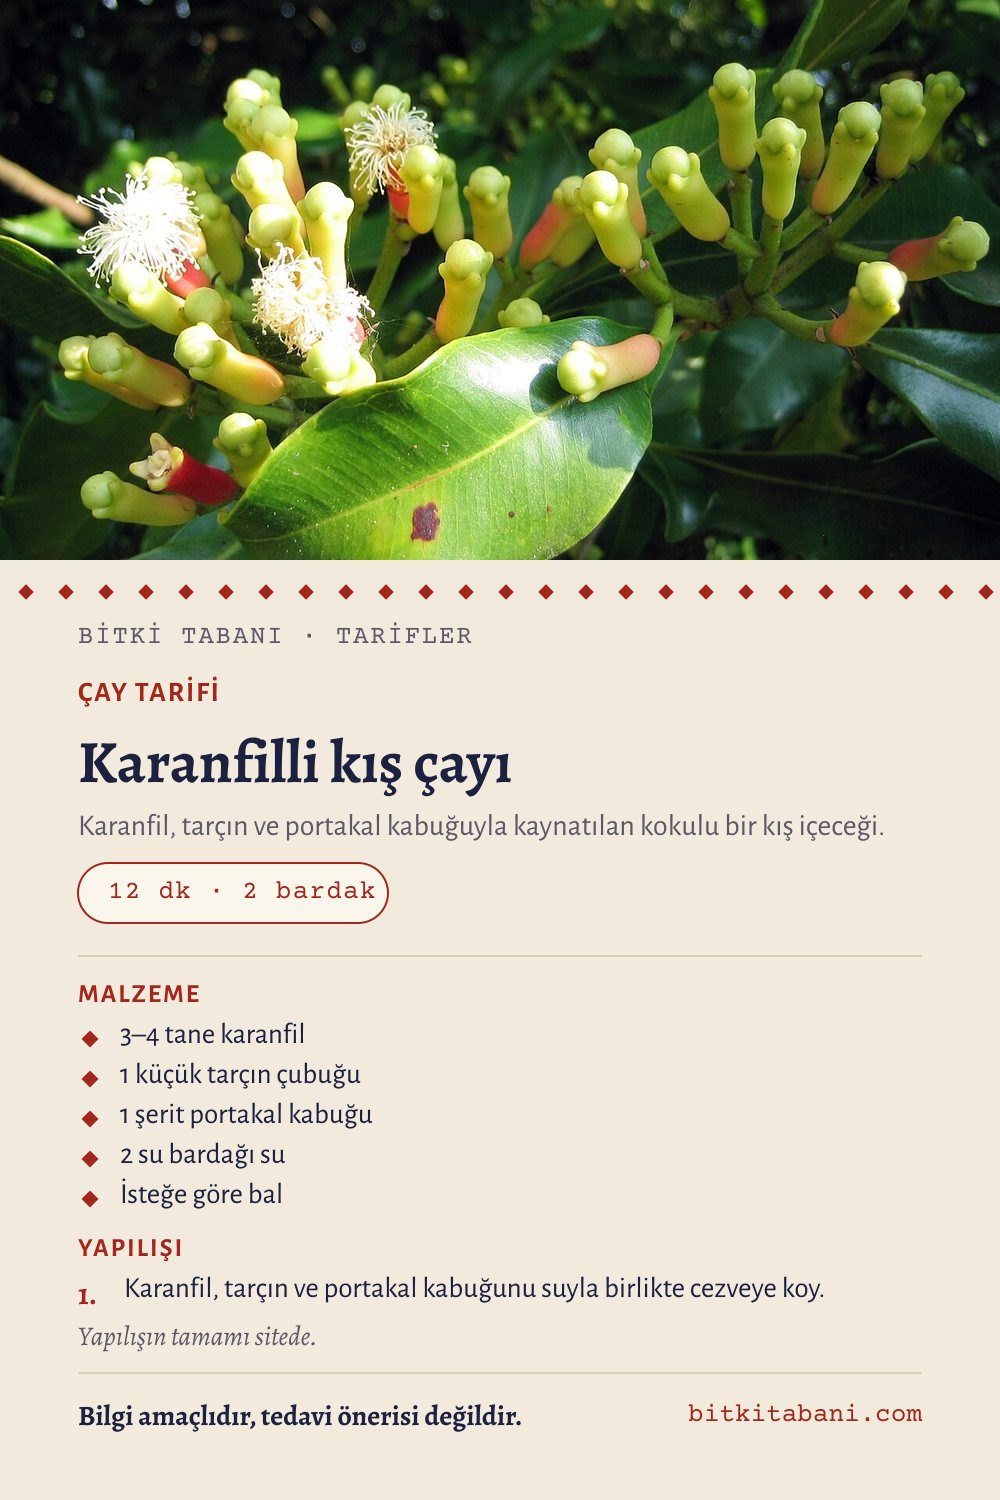 BİTKİ TABANI · TARİFLER
ÇAY TARİFİ
Karanfilli kış çayı
Karanfil, tarçın ve portakal kabuğuyla kaynatılan kokulu bir kış içeceği.
12 dk · 2 bardak
MALZEME
3–4 tane karanfil
1 küçük tarçın çubuğu
1 şerit portakal kabuğu
2 su bardağı su
İsteğe göre bal
YAPILIŞI
1. Karanfil, tarçın ve portakal kabuğunu suyla birlikte cezveye koy.
Yapılışın tamamı sitede.
Bilgi amaçlıdır, tedavi önerisi değildir. bitkitabani.com